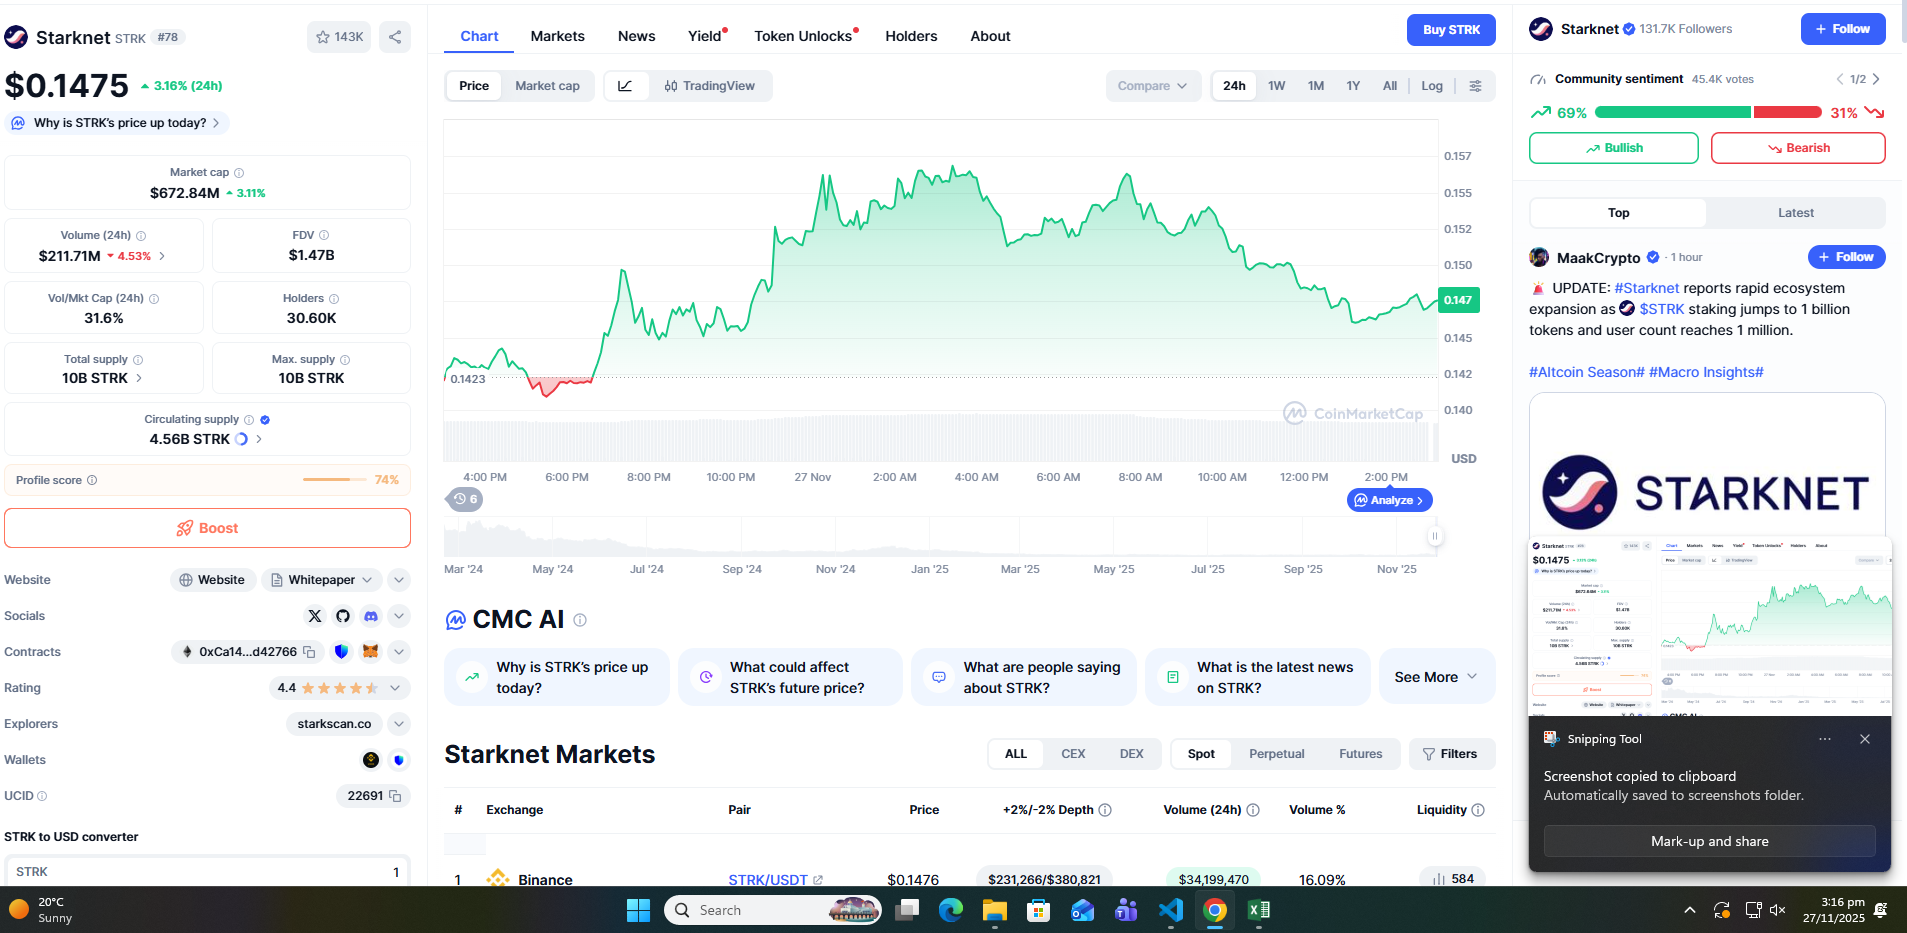 Starknet STRK #78
143K
$0.1475 3.16% (24h)
Why is STRK's price up today?
Market cap
$672.84M 3.11%
Volume (24h)
$211.71M 4.53%
FDV
$1.47B
Vol/Mkt Cap (24h)
31.6%
Holders
30.60K
Total supply
10B STRK
Max. supply
10B STRK
Circulating supply
4.56B STRK
Profile score 74%
Boost
Website Website Whitepaper
Socials
Contracts 0xCa14...d42766
Rating 4.4
Explorers starkscan.co
Wallets
UCID 22691
STRK to USD converter
STRK 1
Chart Markets News Yield Token Unlocks Holders About
Buy STRK
Price Market cap TradingView
Compare 24h 1W 1M 1Y All Log
0.157
0.155
0.152
0.150
0.147
0.145
0.142
0.140
0.1423
CoinMarketCap
USD
4:00 PM 6:00 PM 8:00 PM 10:00 PM 27 Nov 2:00 AM 4:00 AM 6:00 AM 8:00 AM 10:00 AM 12:00 PM 2:00 PM
6
Analyze
Mar '24 May '24 Jul '24 Sep '24 Nov '24 Jan '25 Mar '25 May '25 Jul '25 Sep '25 Nov '25
CMC AI
Why is STRK's price up
today?
What could affect
STRK's future price?
What are people saying
about STRK?
What is the latest news
on STRK?
See More
Starknet Markets
ALL CEX DEX Spot Perpetual Futures Filters
# Exchange Pair Price +2%/-2% Depth Volume (24h) Volume % Liquidity
1 Binance STRK/USDT $0.1476 $231,266/$380,821 $34,199,470 16.09% 584
Starknet 131.7K Followers
+ Follow
Community sentiment 45.4K votes 1/2
69% 31%
Bullish Bearish
Top Latest
MaakCrypto · 1 hour
+ Follow
UPDATE: #Starknet reports rapid ecosystem
expansion as $STRK staking jumps to 1 billion
tokens and user count reaches 1 million.
#Altcoin Season# #Macro Insights#
STARKNET
Snipping Tool
Screenshot copied to clipboard
Automatically saved to screenshots folder.
Mark-up and share
20°C
Sunny
Search
3:16 pm
27/11/2025